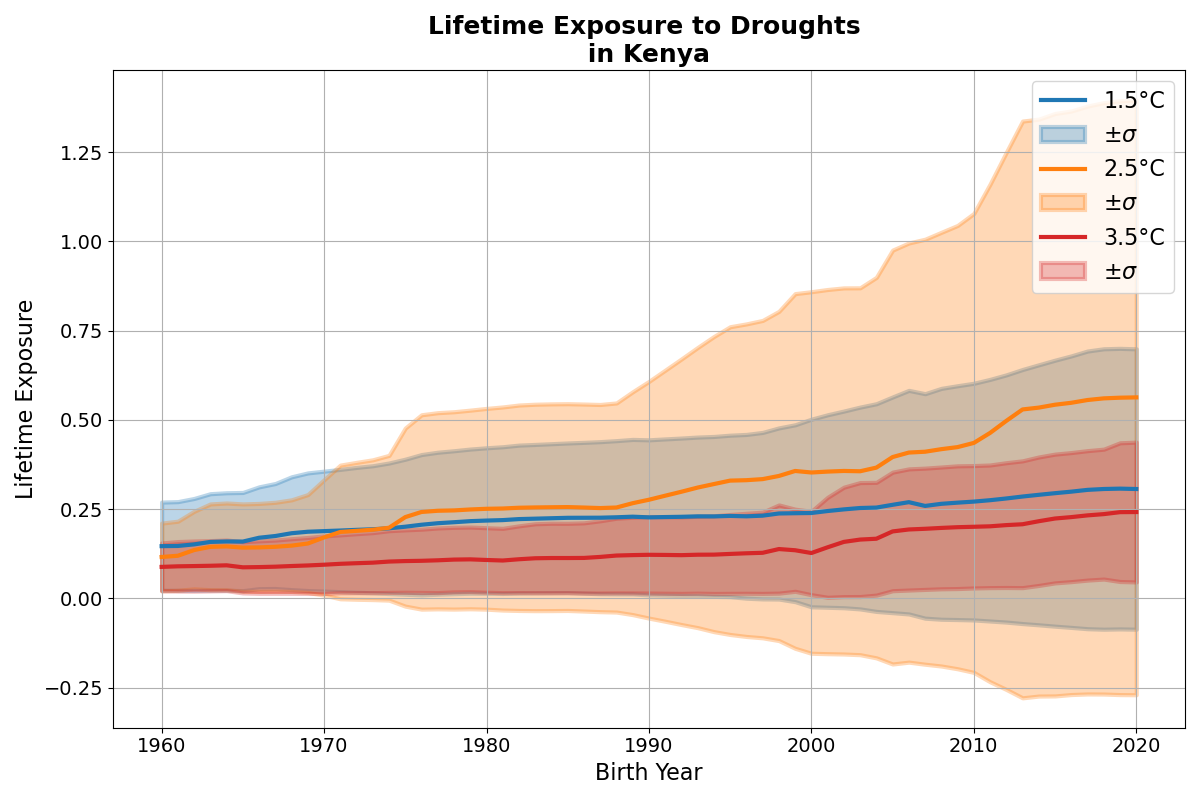 Lifetime Exposure to Droughts
in Kenya
1.5°C
±σ
2.5°C
±σ
3.5°C
±σ
1.25
1.00
0.75
0.50
0.25
0.00
−0.25
Lifetime Exposure
1960 1970 1980 1990 2000 2010 2020
Birth Year